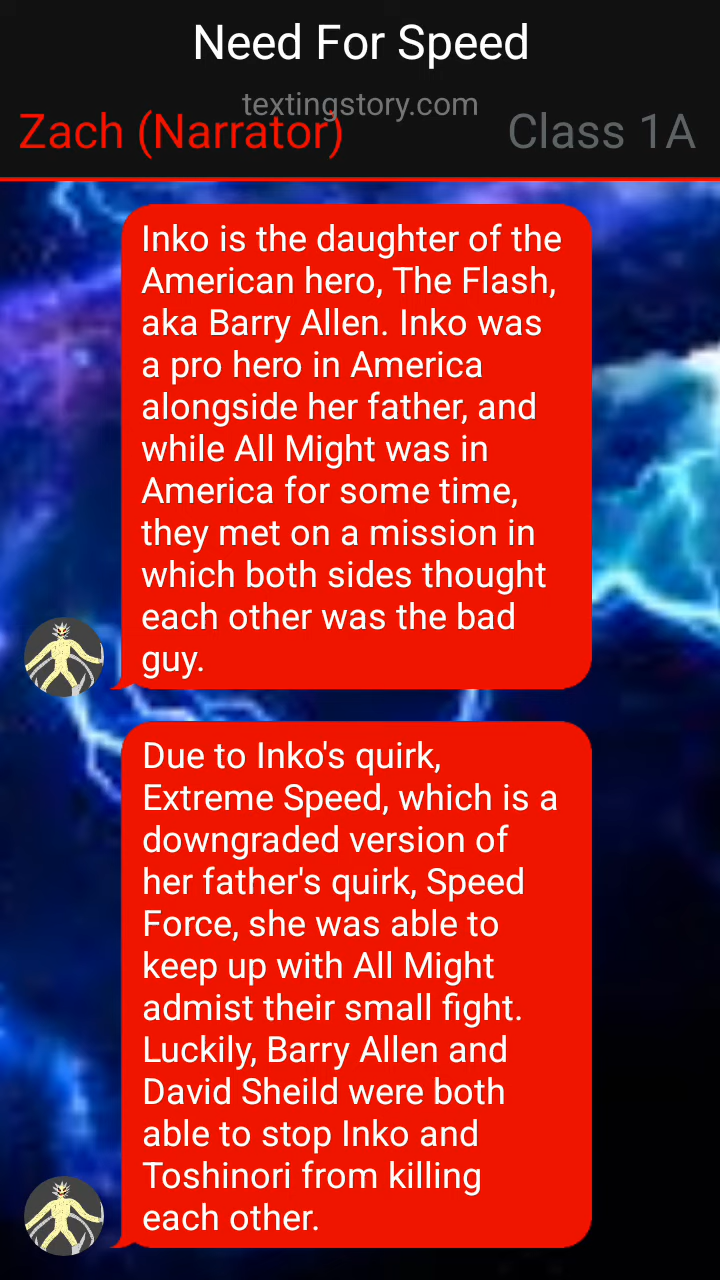 Need For Speed
textingstory.com
Zach (Narrator) Class 1A
Inko is the daughter of the
American hero, The Flash,
aka Barry Allen. Inko was
a pro hero in America
alongside her father, and
while All Might was in
America for some time,
they met on a mission in
which both sides thought
each other was the bad
guy.
Due to Inko's quirk,
Extreme Speed, which is a
downgraded version of
her father's quirk, Speed
Force, she was able to
keep up with All Might
admist their small fight.
Luckily, Barry Allen and
David Sheild were both
able to stop Inko and
Toshinori from killing
each other.